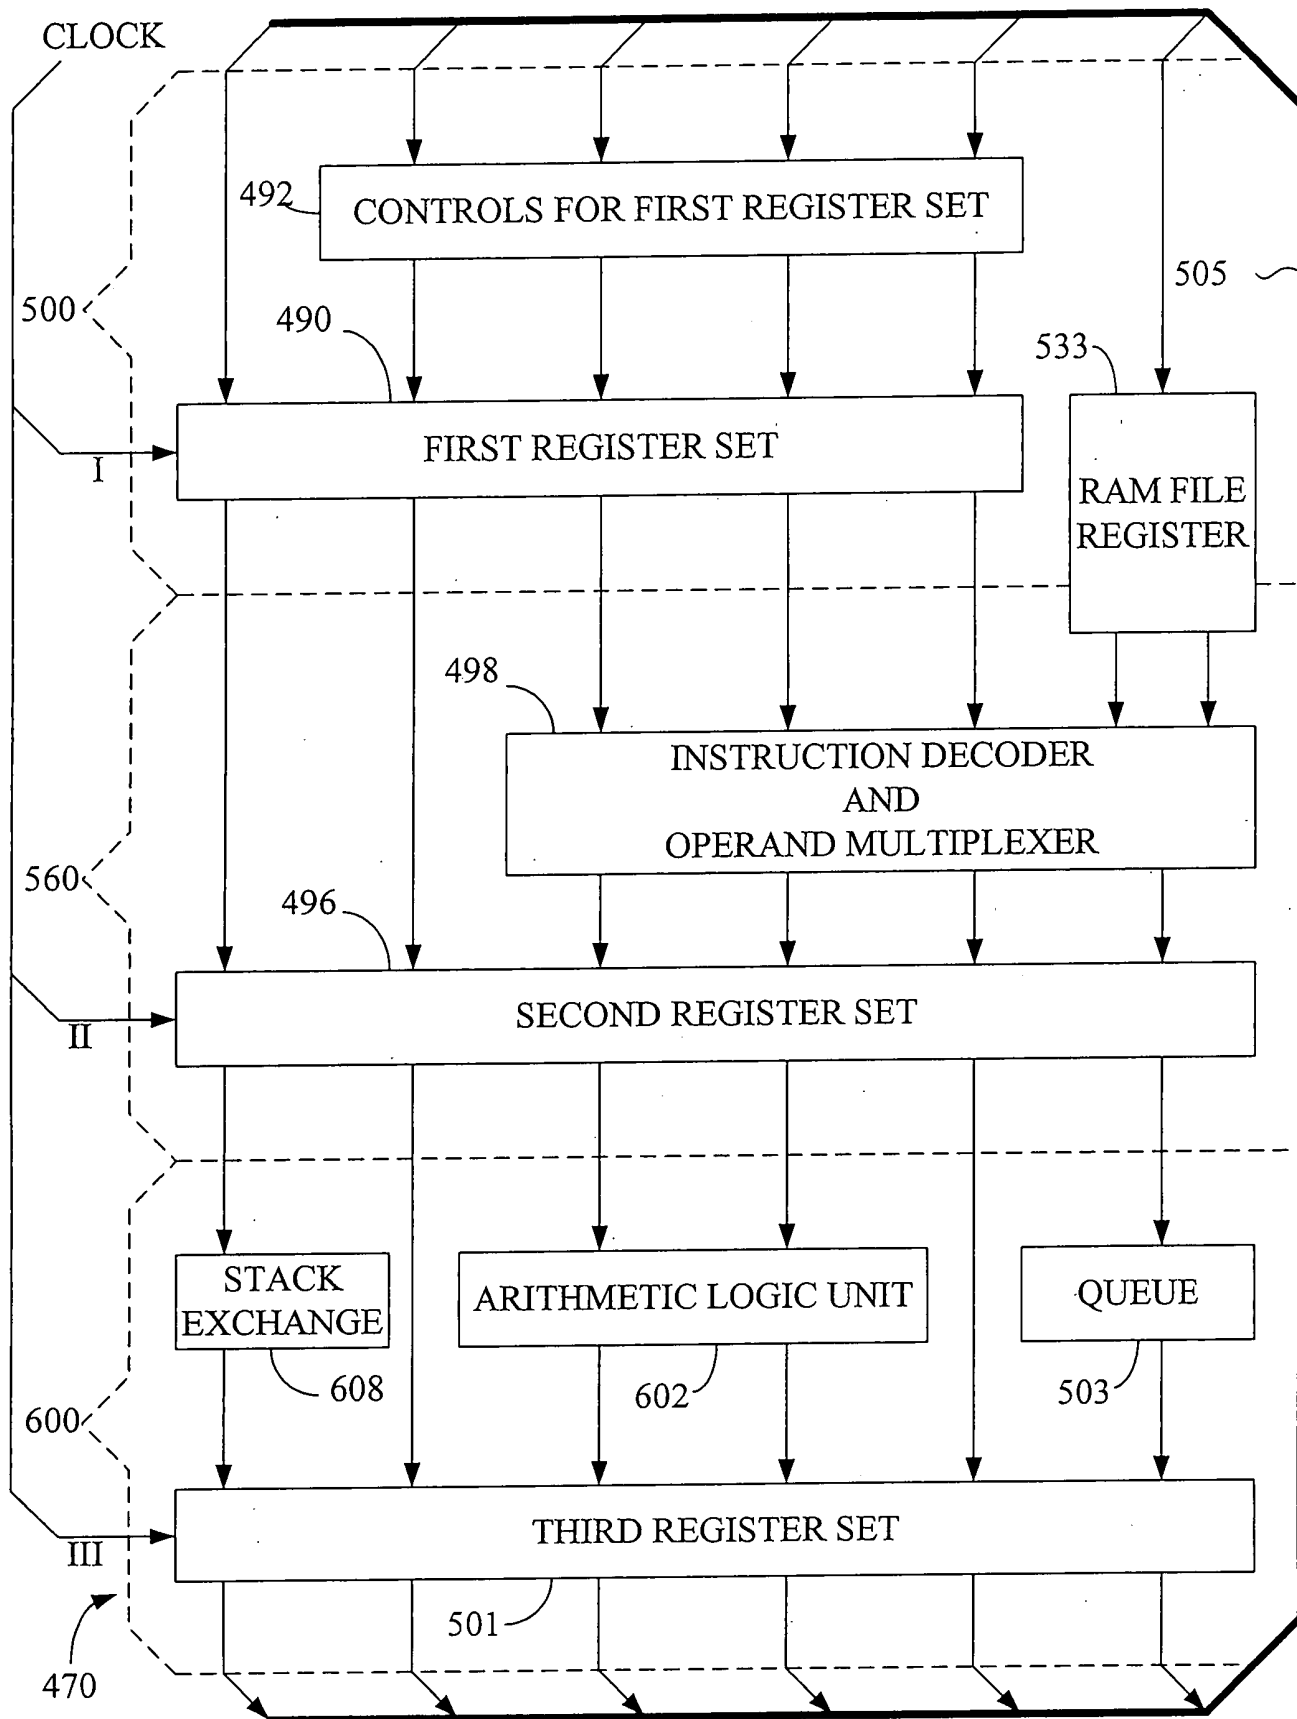 CLOCK
492
CONTROLS FOR FIRST REGISTER SET
500
505
490
533
FIRST REGISTER SET
I
RAM FILE
REGISTER
498
INSTRUCTION DECODER
AND
OPERAND MULTIPLEXER
560
496
SECOND REGISTER SET
II
STACK
EXCHANGE
ARITHMETIC LOGIC UNIT
QUEUE
608
602
503
600
THIRD REGISTER SET
III
501
470